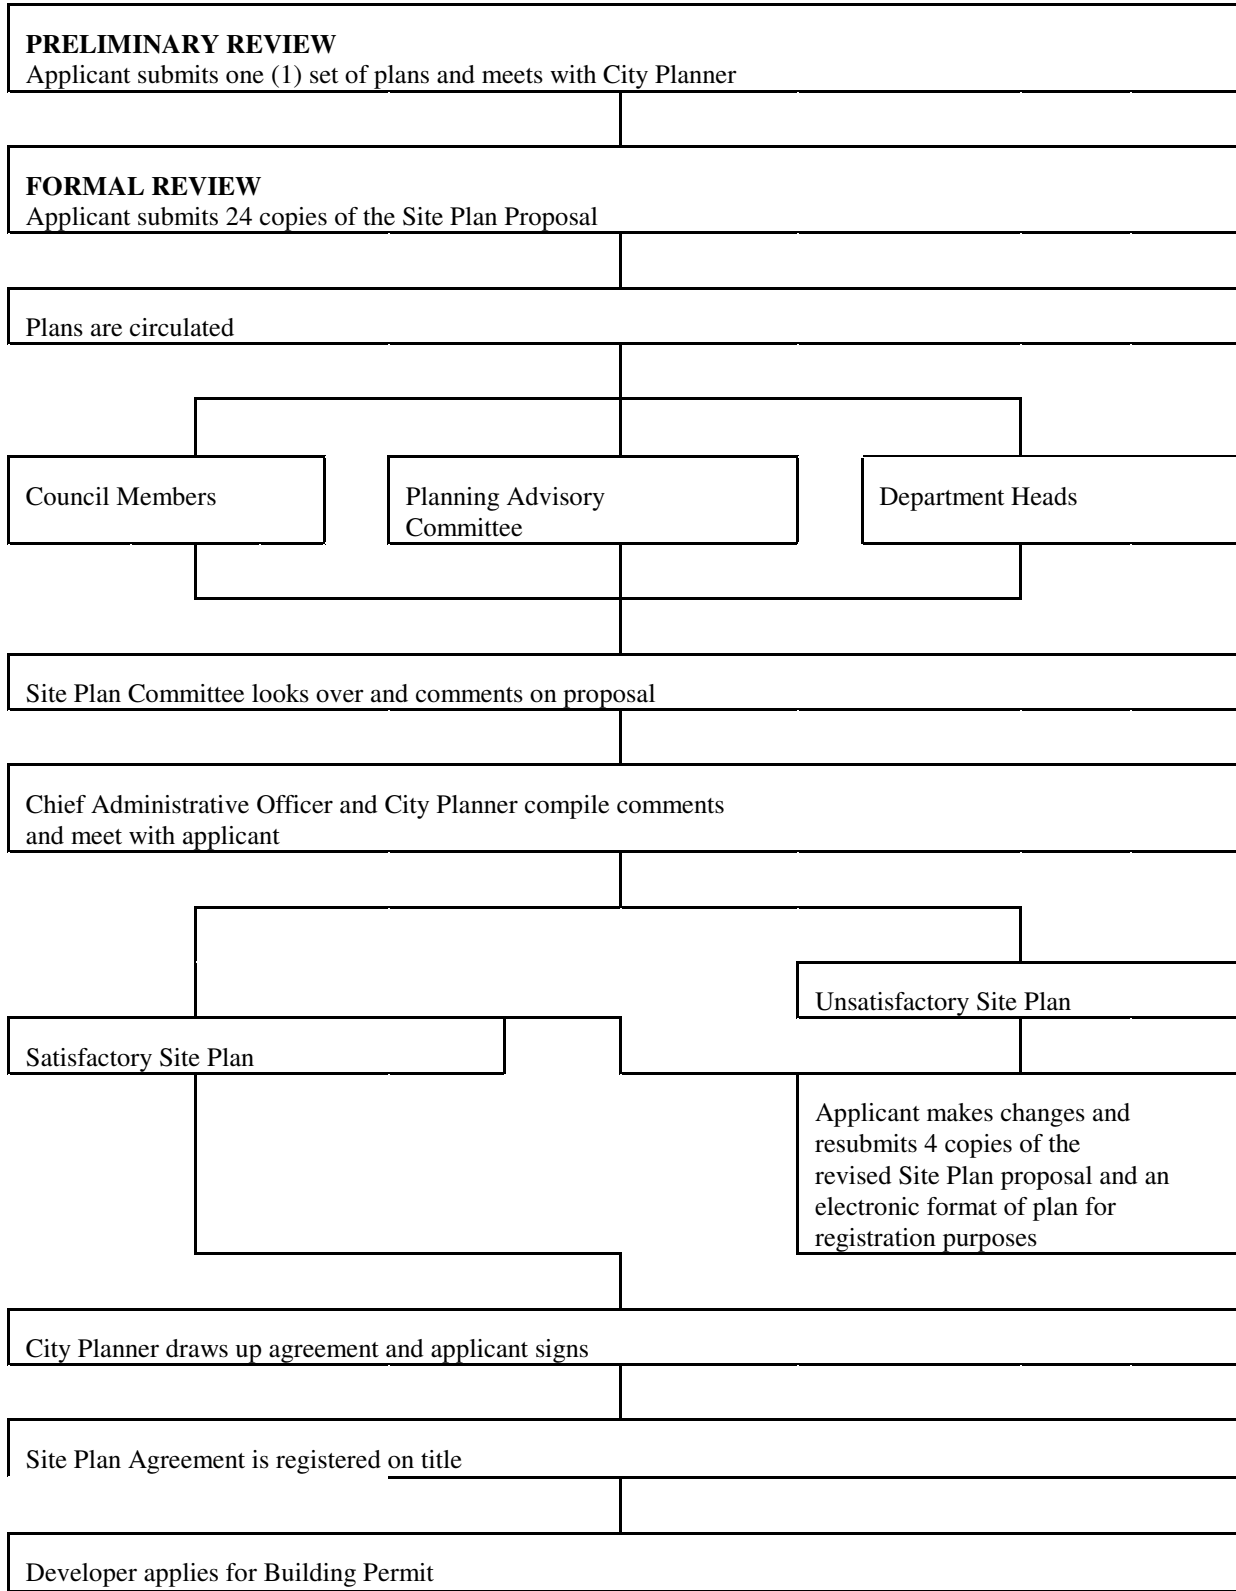 PRELIMINARY REVIEW
Applicant submits one (1) set of plans and meets with City Planner
FORMAL REVIEW
Applicant submits 24 copies of the Site Plan Proposal
Plans are circulated
Council Members
Planning Advisory
Committee
Department Heads
Site Plan Committee looks over and comments on proposal
Chief Administrative Officer and City Planner compile comments
and meet with applicant
Unsatisfactory Site Plan
Satisfactory Site Plan
Applicant makes changes and
resubmits 4 copies of the
revised Site Plan proposal and an
electronic format of plan for
registration purposes
City Planner draws up agreement and applicant signs
Site Plan Agreement is registered on title
Developer applies for Building Permit